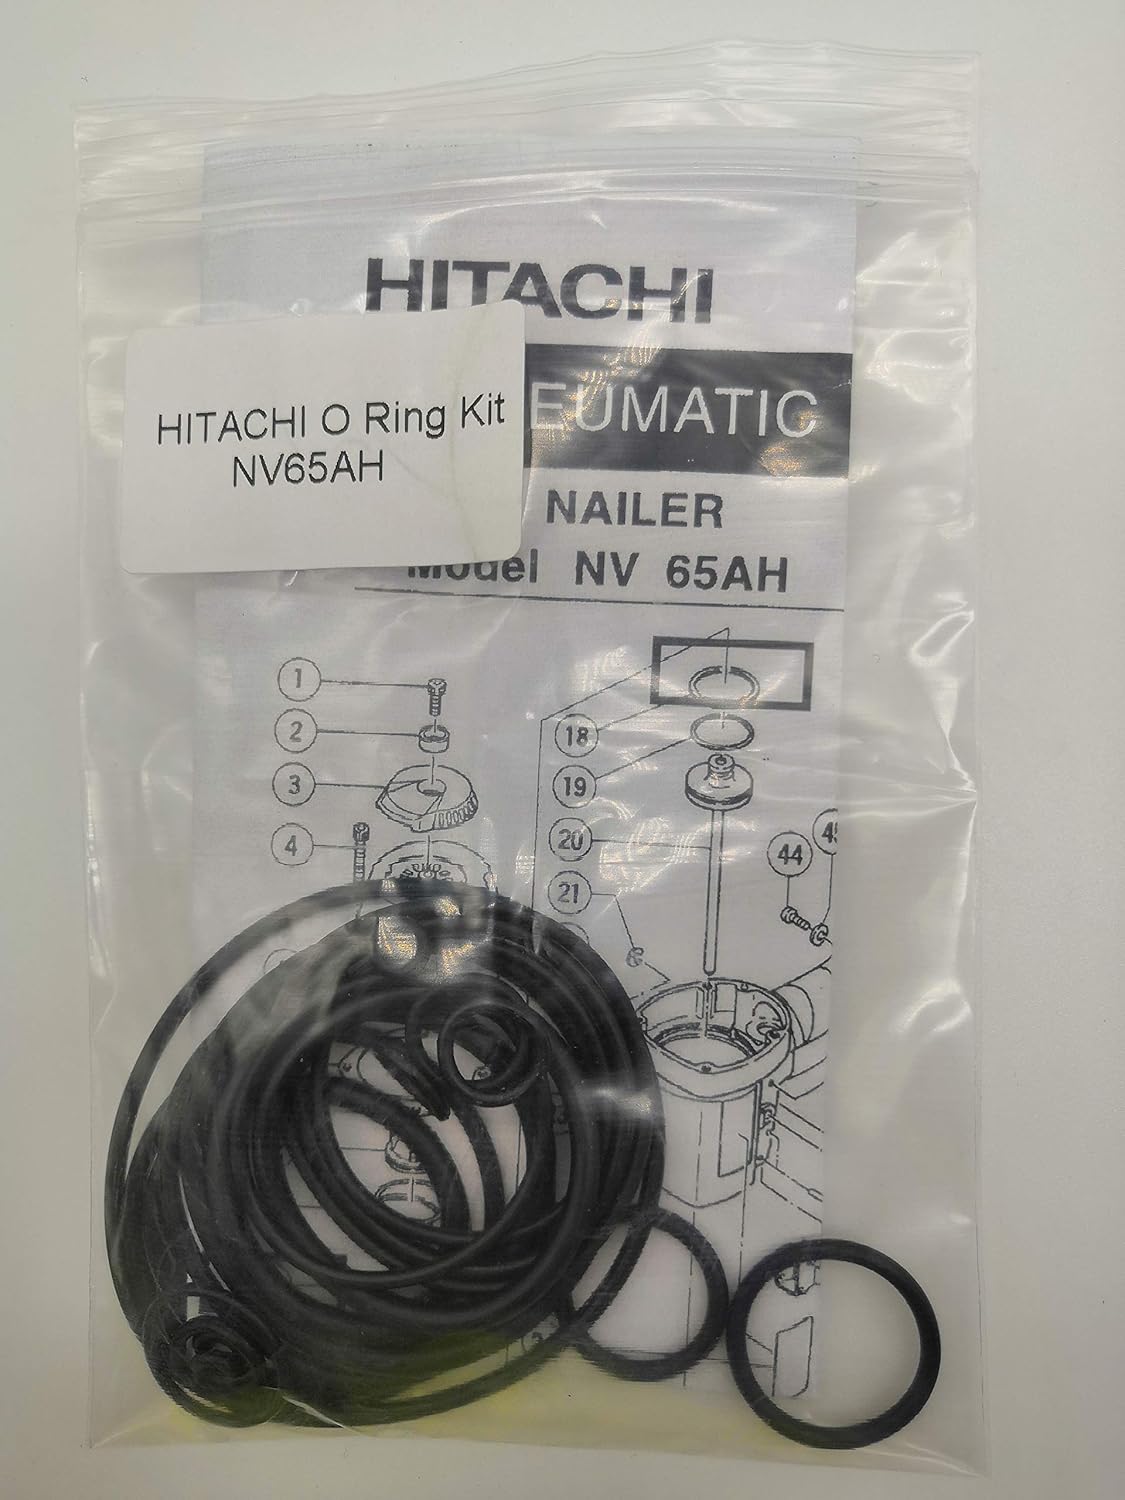 HITACHI
HITACHI O Ring Kit
NV65AH
EUMATIC
NAILER
Model NV 65AH
1
2
3
4
18
19
20
21
44